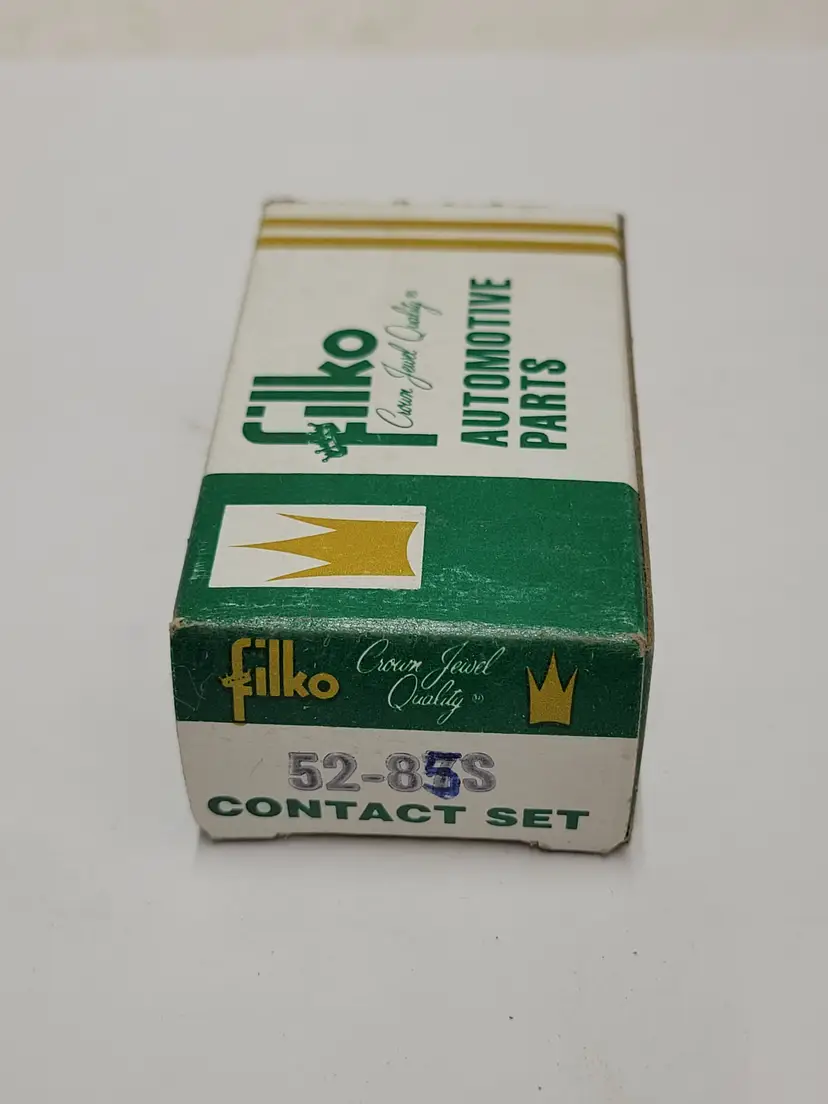 filko
Crown Jewel Quality
AUTOMOTIVE
PARTS
filko
Crown Jewel
Quality
52-85S
CONTACT SET